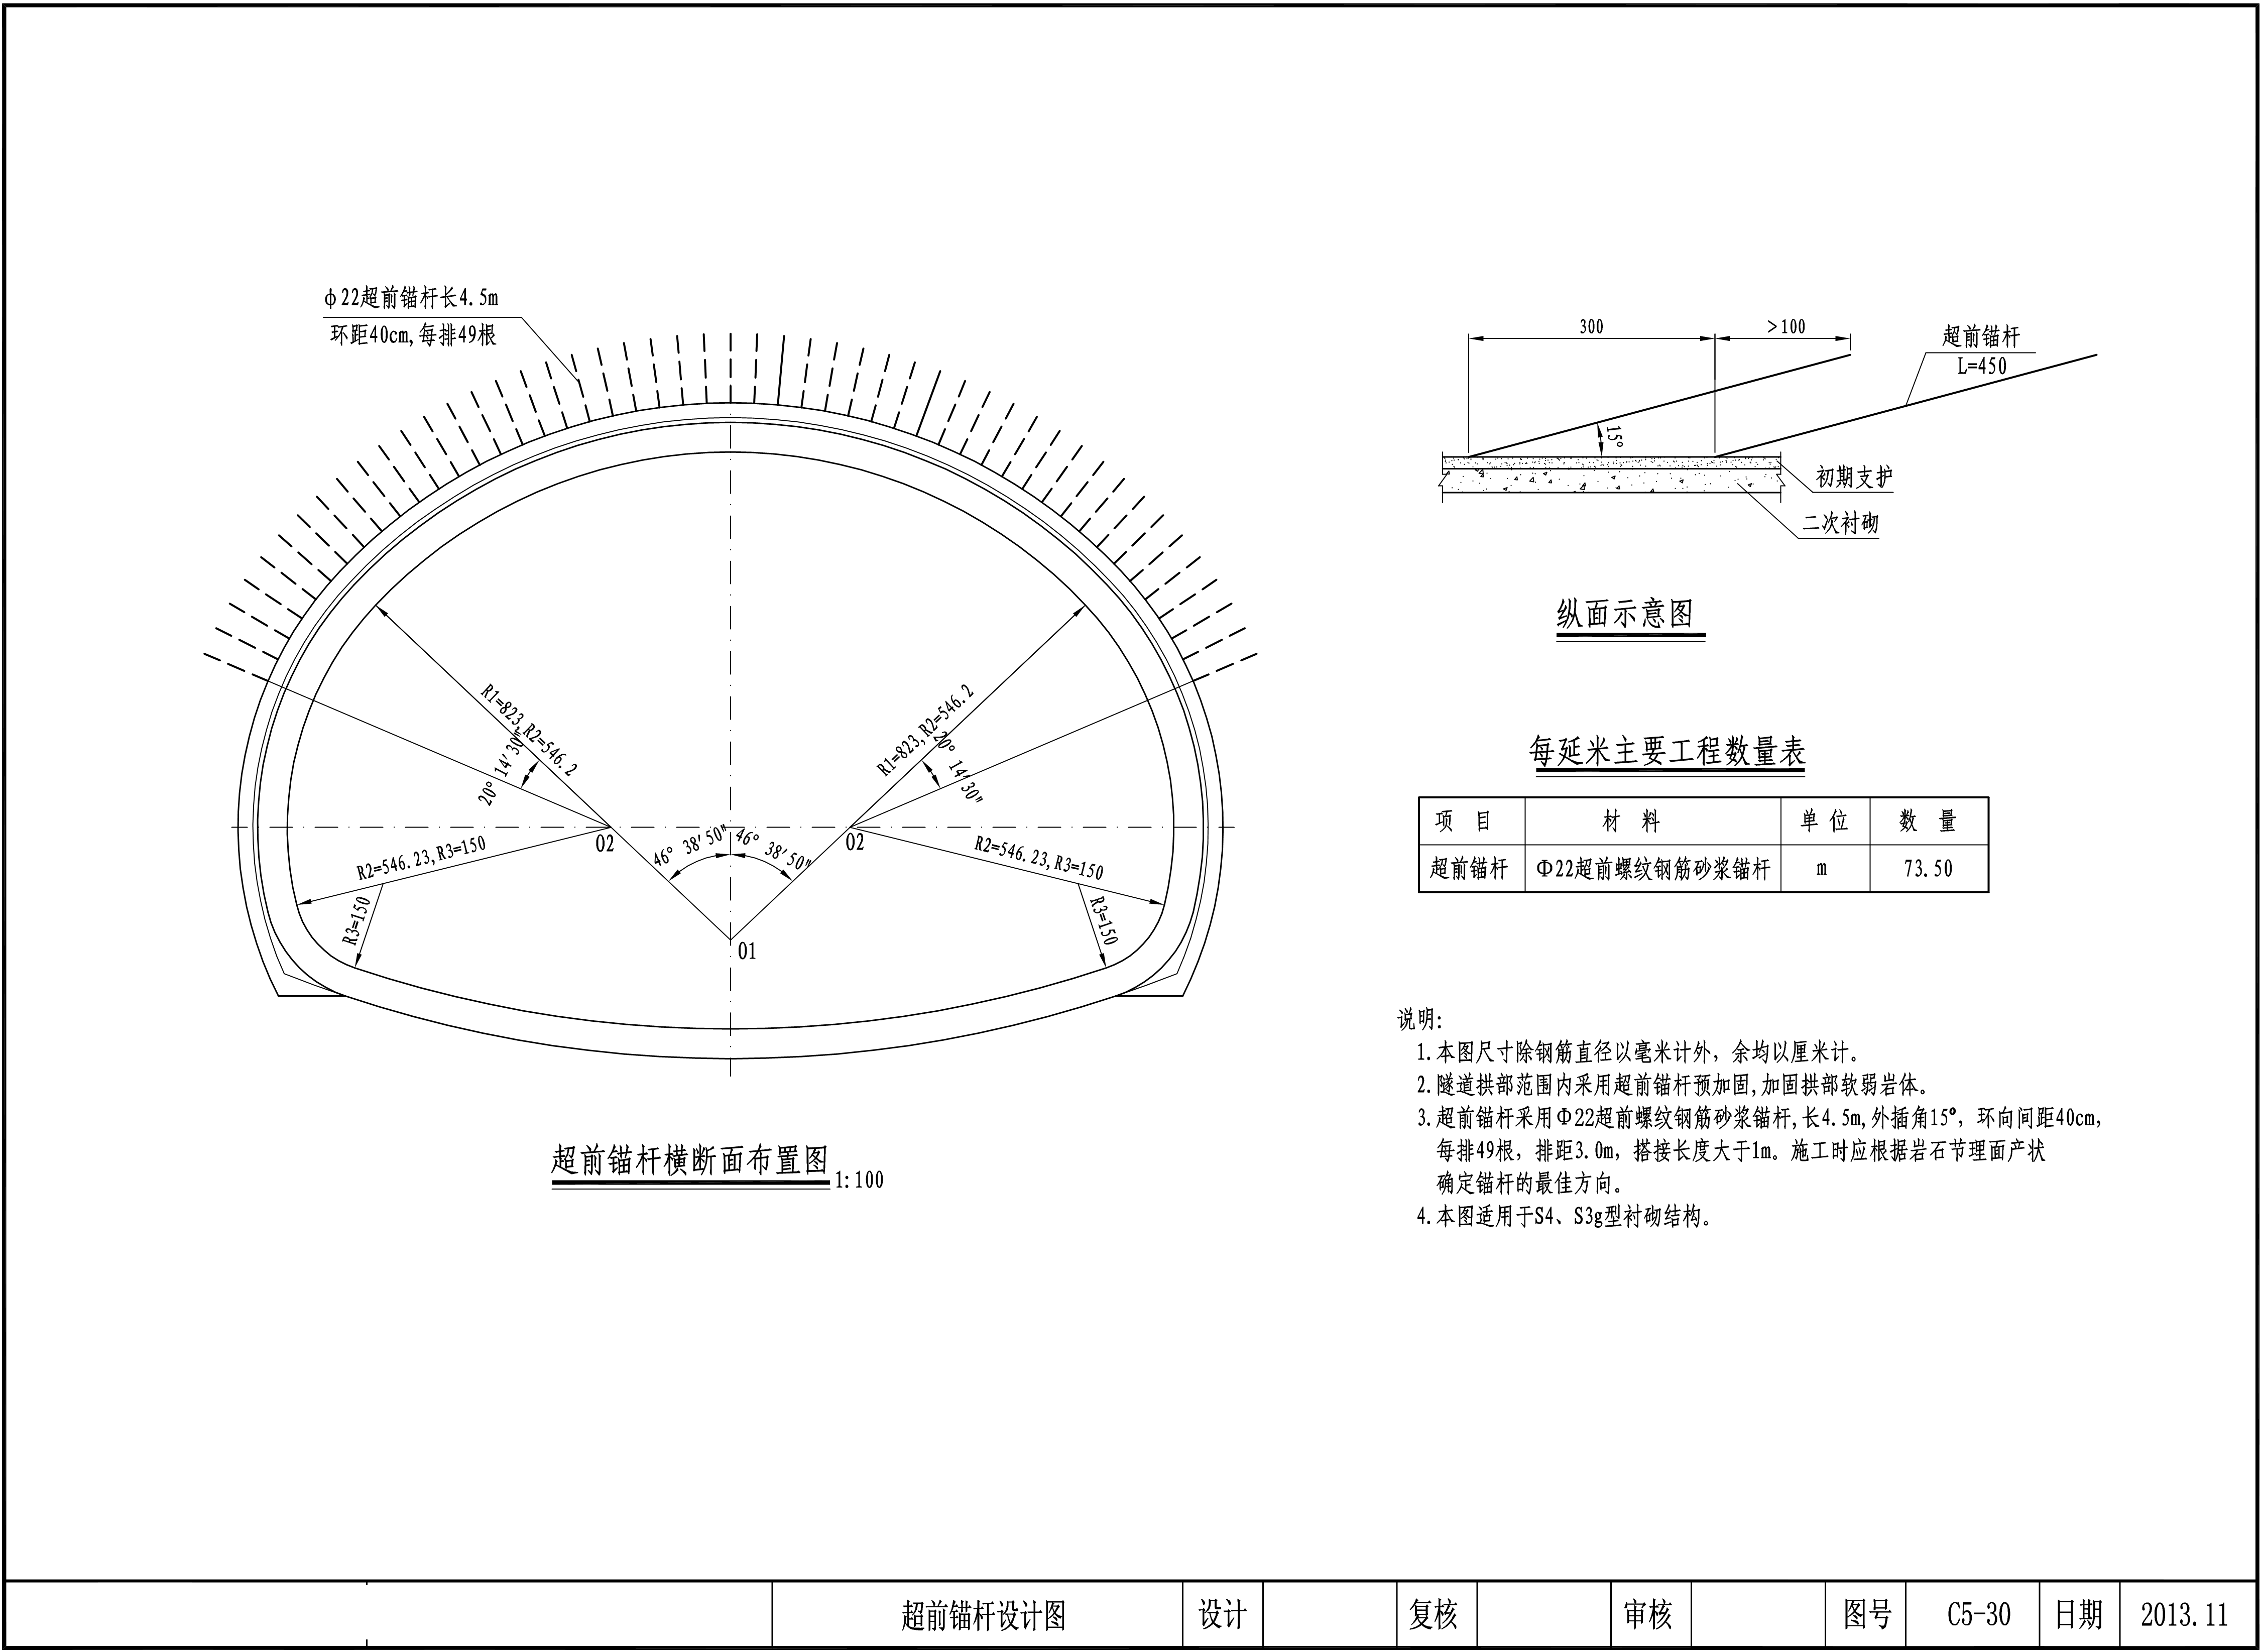 φ22超前锚杆长4.5m
环距40cm,每排49根
R1=823,R2=546.2
20° 14′30″
R1=823,R2=546.2
20° 14′30″
O2
O2
46° 38′50″
46° 38′50″
R2=546.23,R3=150
R2=546.23,R3=150
R3=150
R3=150
O1
超前锚杆横断面布置图 1:100
300
>100
超前锚杆
L=450
15°
初期支护
二次衬砌
纵面示意图
每延米主要工程数量表
项 目 材 料 单 位 数 量
超前锚杆 Φ22超前螺纹钢筋砂浆锚杆 m 73.50
说明:
1.本图尺寸除钢筋直径以毫米计外，余均以厘米计。
2.隧道拱部范围内采用超前锚杆预加固,加固拱部软弱岩体。
3.超前锚杆采用Φ22超前螺纹钢筋砂浆锚杆,长4.5m,外插角15°，环向间距40cm，
每排49根，排距3.0m，搭接长度大于1m。施工时应根据岩石节理面产状
确定锚杆的最佳方向。
4.本图适用于S4、S3g型衬砌结构。
超前锚杆设计图 设计 复核 审核 图号 C5-30 日期 2013.11